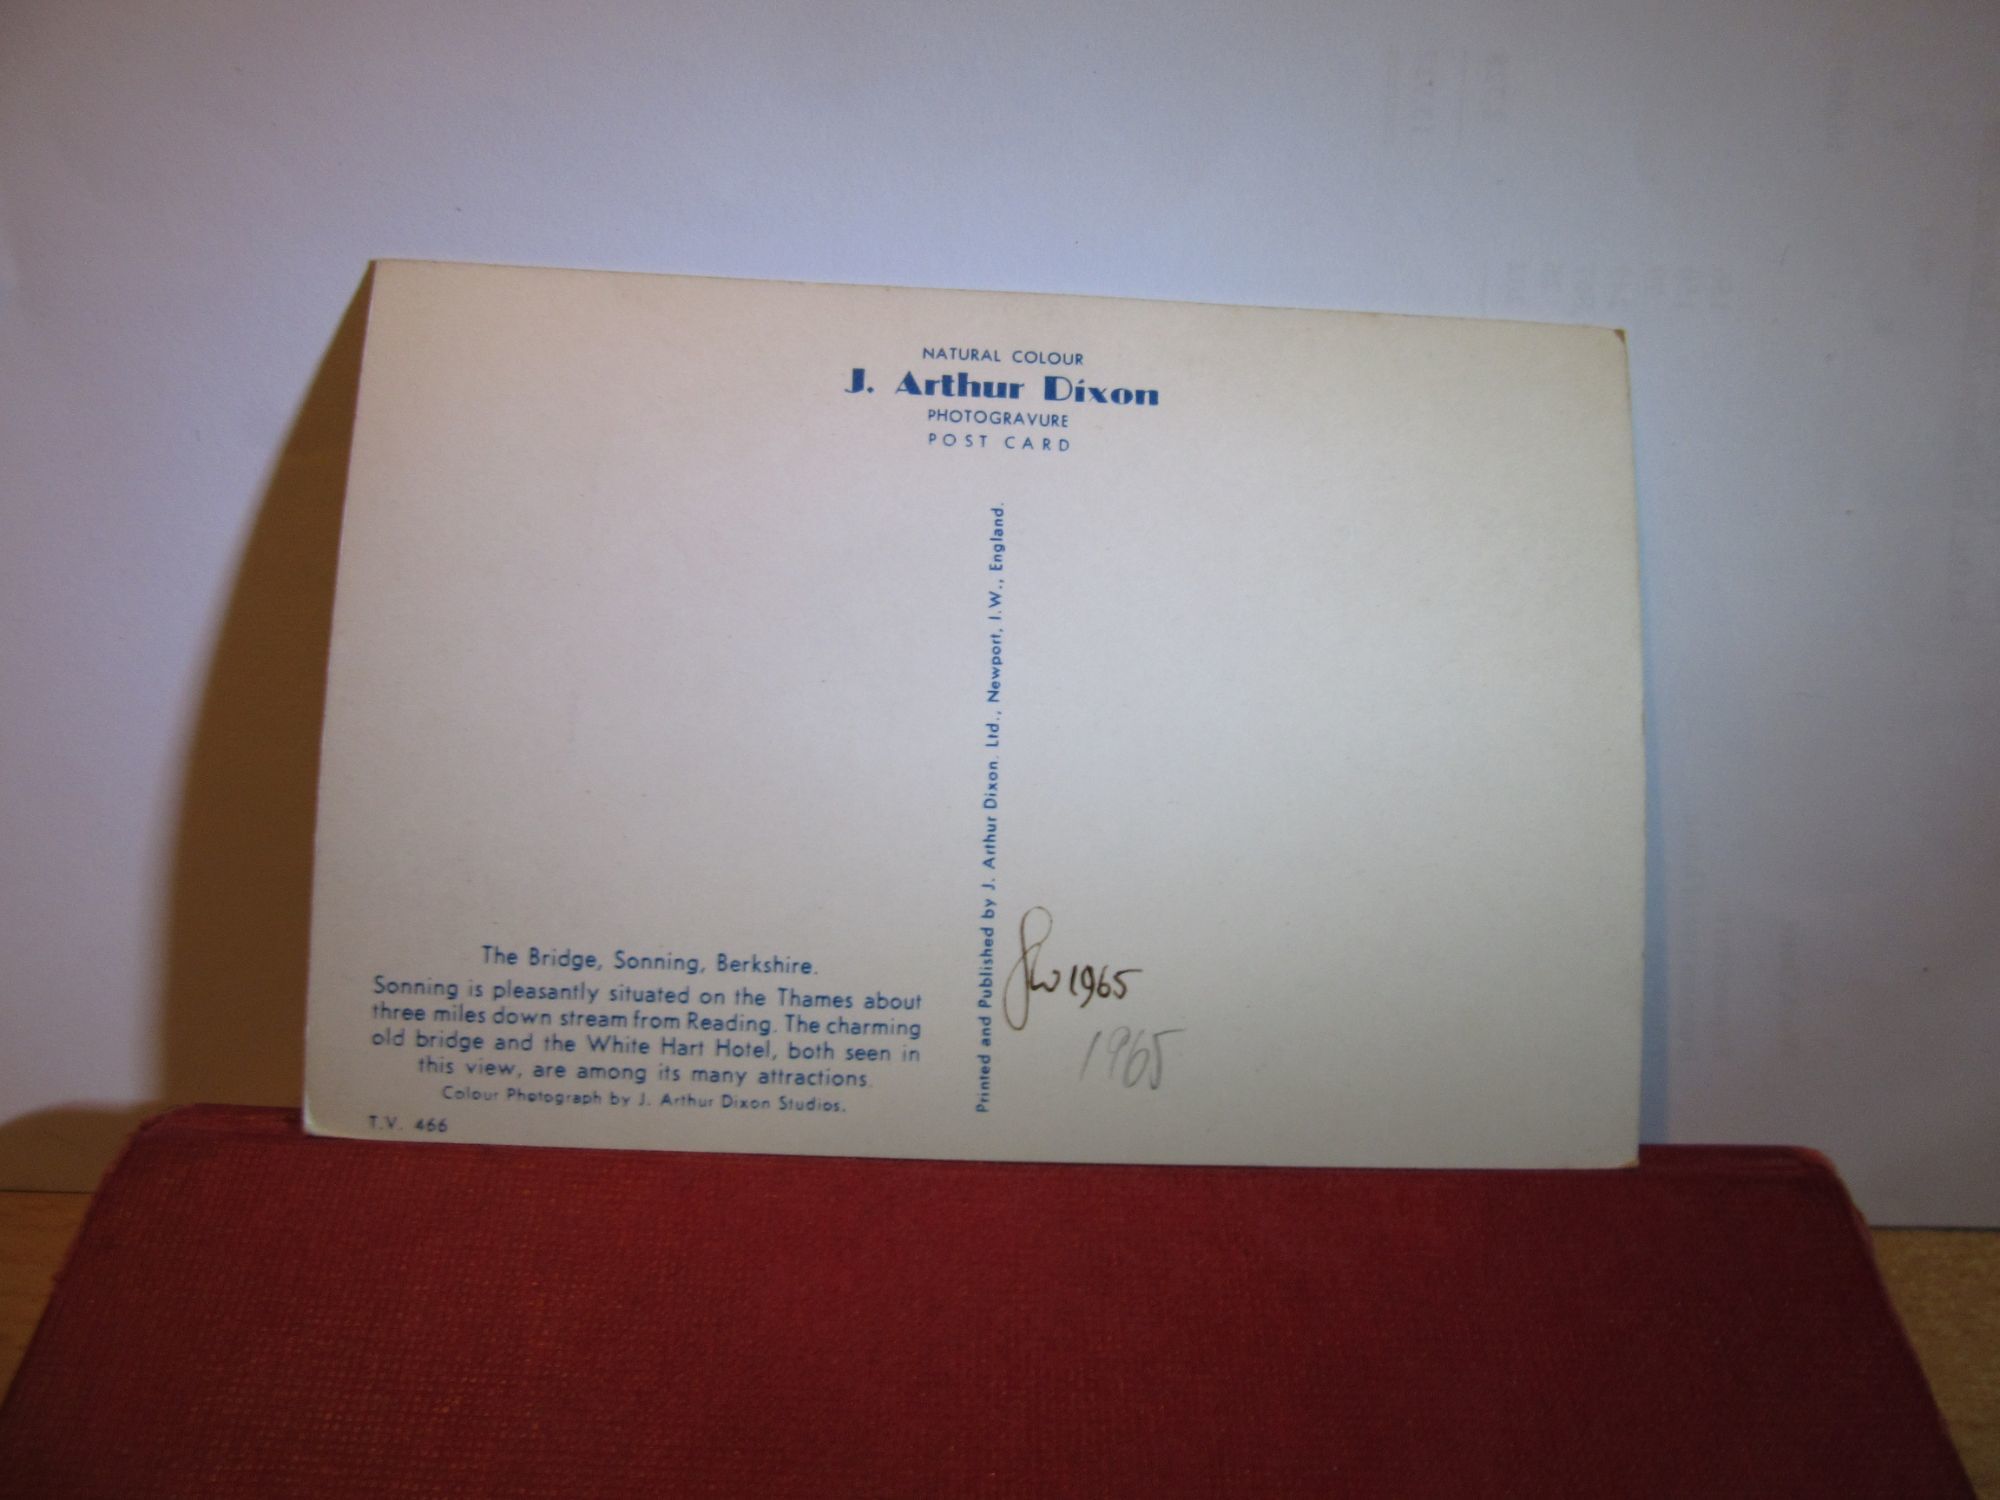 NATURAL COLOUR
J. Arthur Dixon
PHOTOGRAVURE
POST CARD
Printed and Published by J. Arthur Dixon. Ltd., Newport, I.W., England.
The Bridge, Sonning, Berkshire.
Sonning is pleasantly situated on the Thames about
three miles down stream from Reading. The charming
old bridge and the White Hart Hotel, both seen in
this view, are among its many attractions.
Colour Photograph by J. Arthur Dixon Studios.
T.V. 466
1965
1965